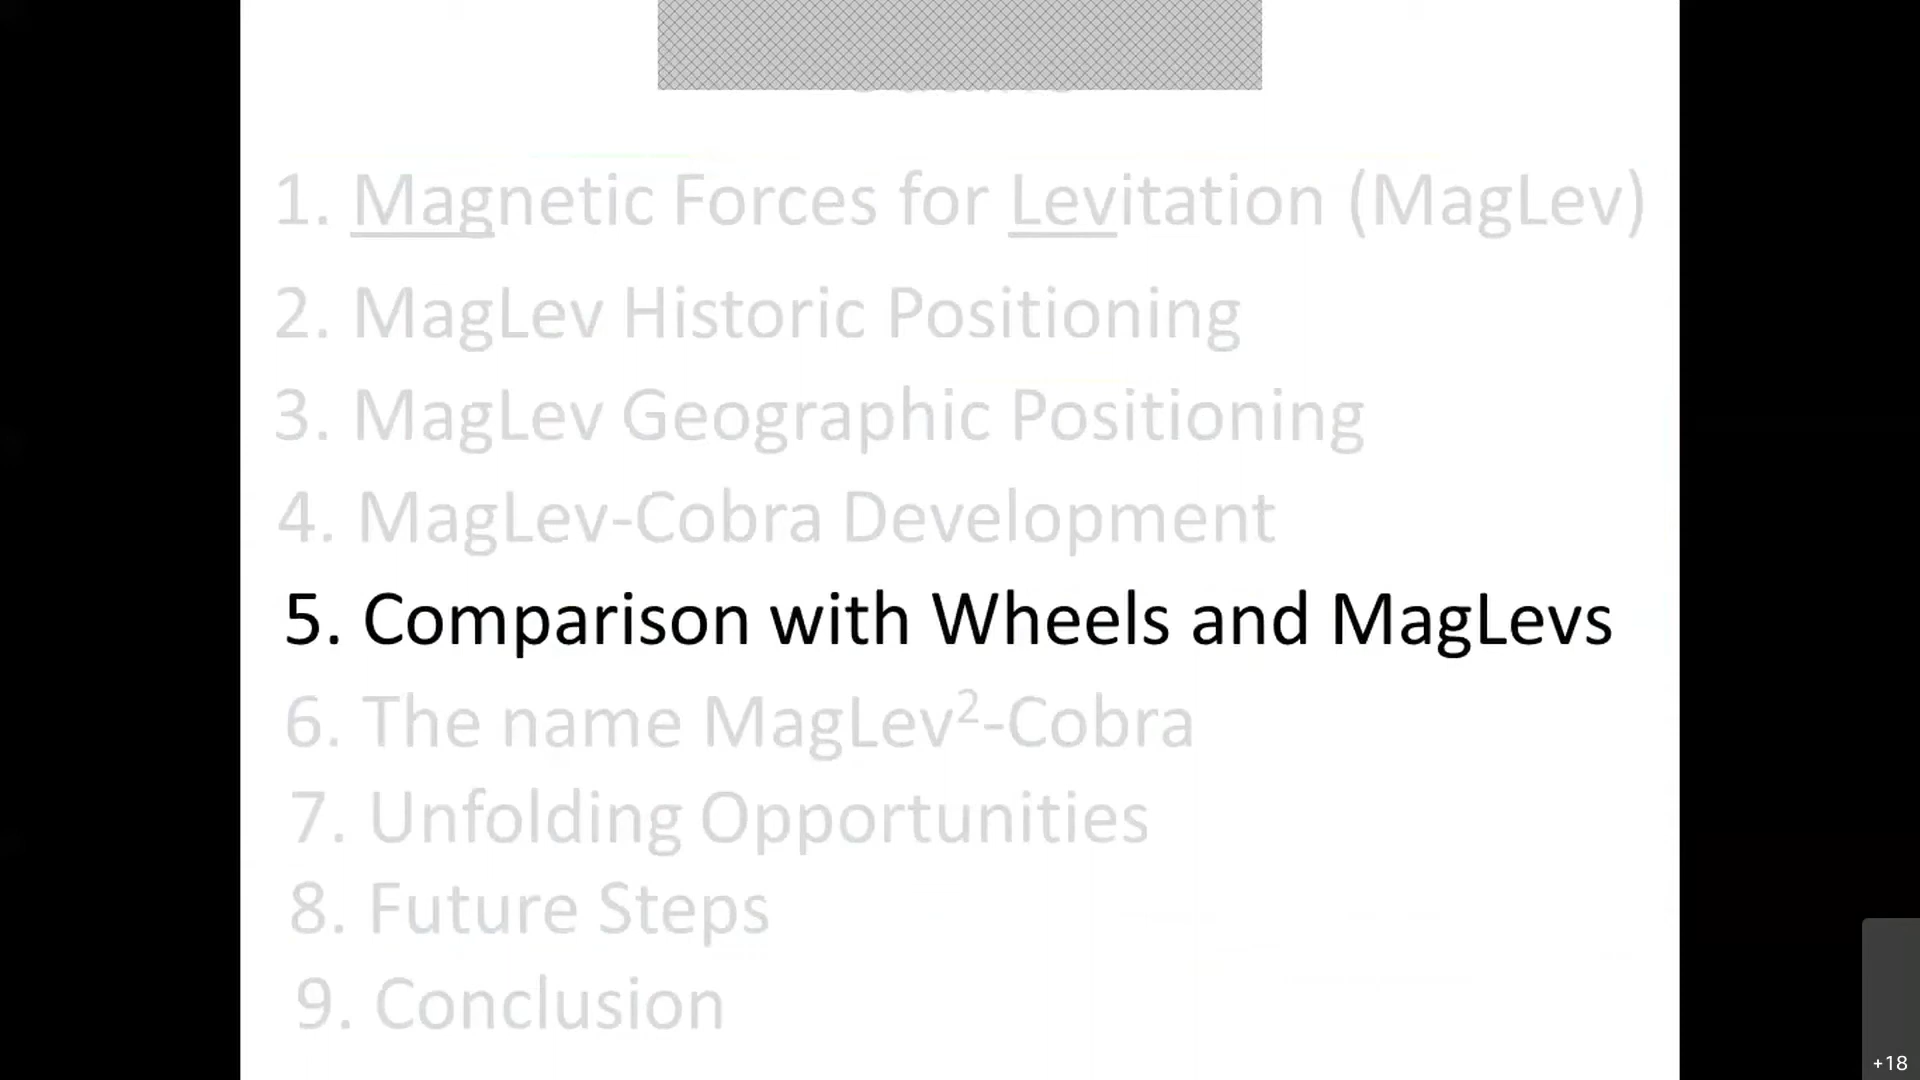 1. Magnetic Forces for Levitation (MagLev)
2. MagLev Historic Positioning
3. MagLev Geographic Positioning
4. MagLev-Cobra Development
5. Comparison with Wheels and MagLevs
6. The name MagLev²-Cobra
7. Unfolding Opportunities
8. Future Steps
9. Conclusion
+18